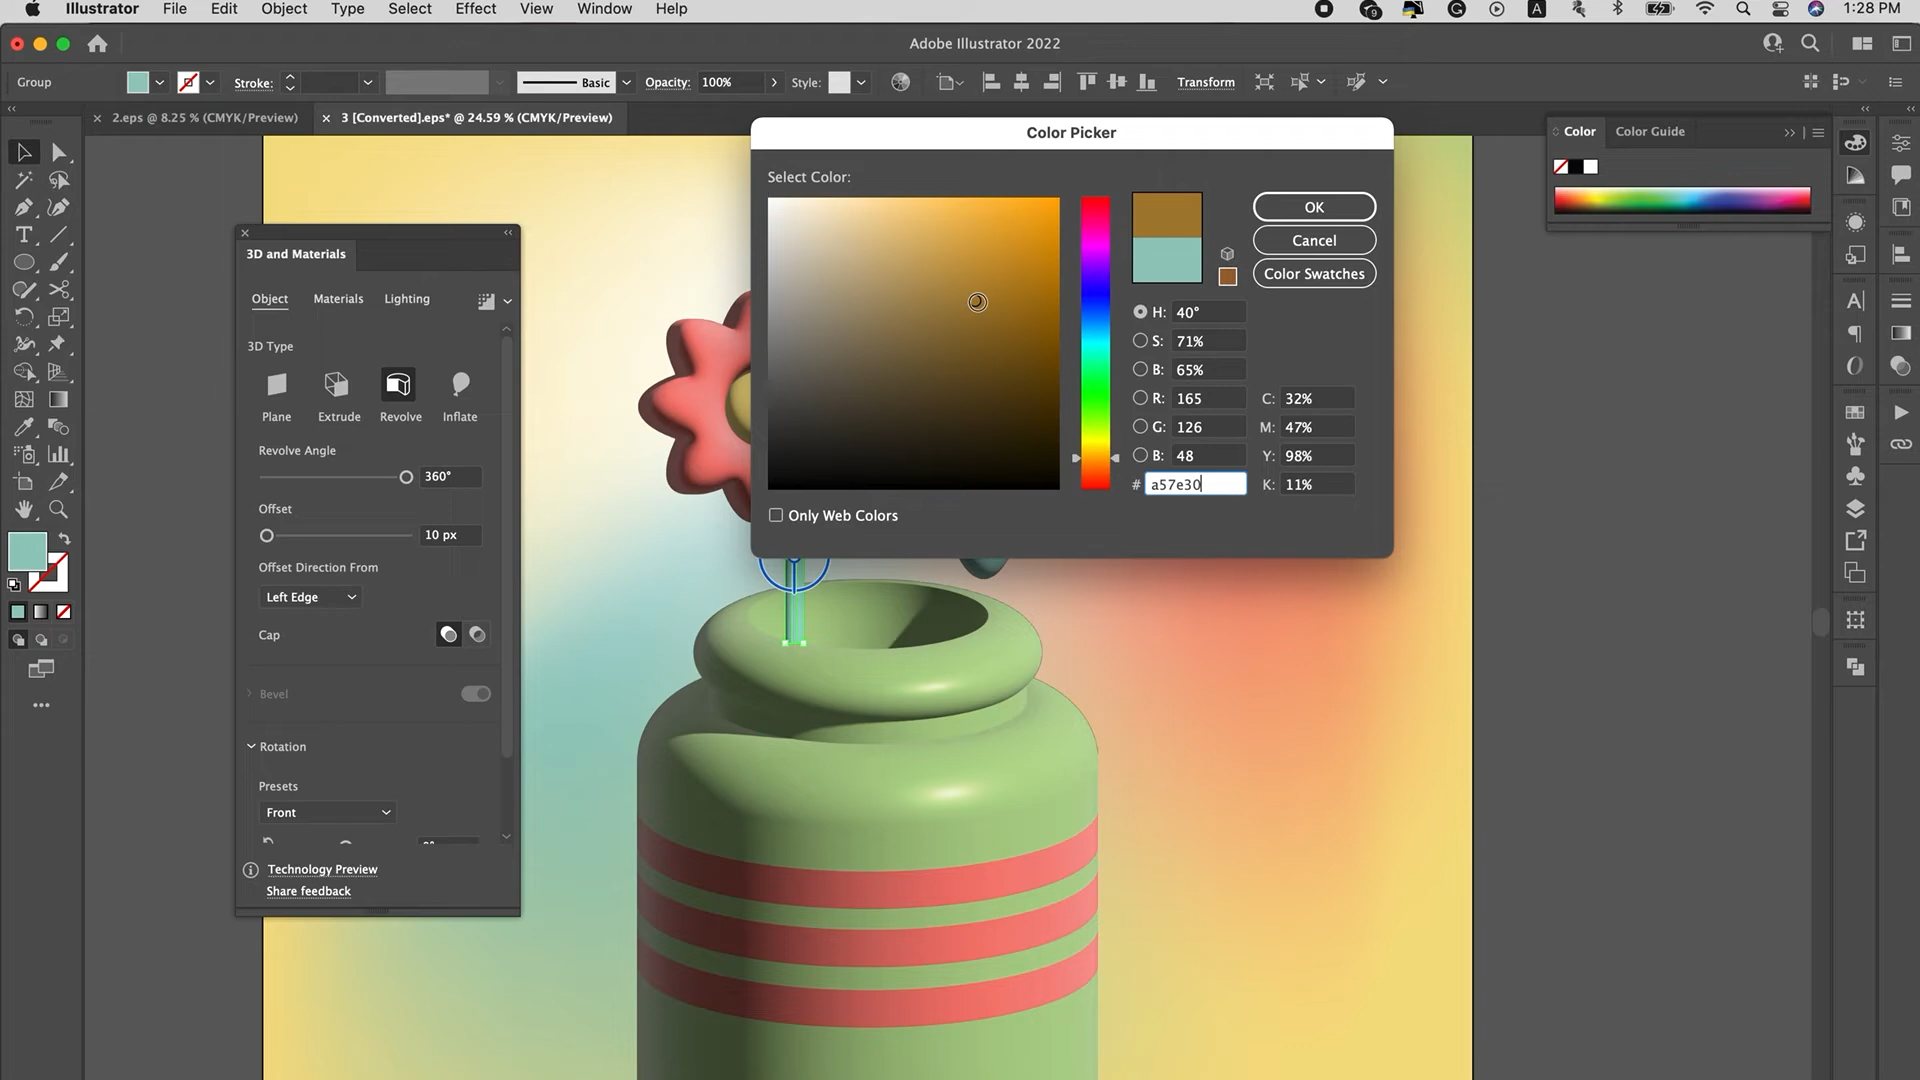 Illustrator File Edit Object Type Select Effect View Window Help 9 A 1:28 PM
Adobe Illustrator 2022
Group Stroke: Basic Opacity: 100% Style: Transform
2.eps @ 8.25 % (CMYK/Preview) 3 [Converted].eps* @ 24.59 % (CMYK/Preview)
Color Picker
Color Color Guide
Select Color:
OK
Cancel
Color Swatches
H: 40°
S: 71%
B: 65%
R: 165 C: 32%
G: 126 M: 47%
B: 48 Y: 98%
# a57e30 K: 11%
Only Web Colors
3D and Materials
Object Materials Lighting
3D Type
Plane Extrude Revolve Inflate
Revolve Angle
360°
Offset
10 px
Offset Direction From
Left Edge
Cap
Bevel
Rotation
Presets
Front
Technology Preview
Share feedback